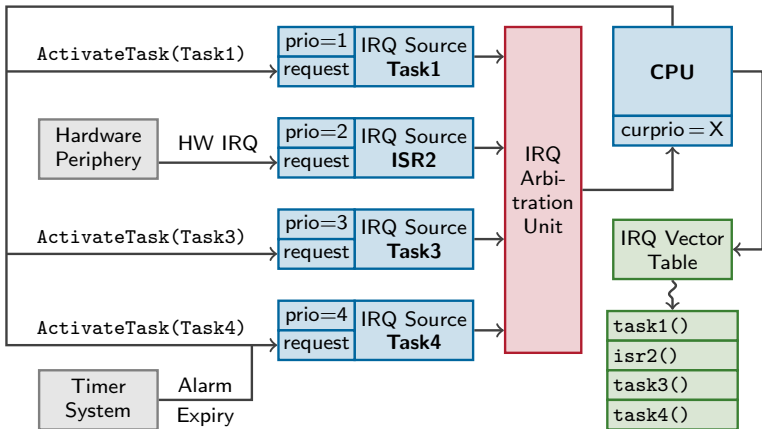 ActivateTask(Task1)
prio=1
request
IRQ Source
Task1
CPU
curprio = X
Hardware
Periphery
HW IRQ
prio=2
request
IRQ Source
ISR2
IRQ
Arbi-
tration
Unit
ActivateTask(Task3)
prio=3
request
IRQ Source
Task3
IRQ Vector
Table
ActivateTask(Task4)
prio=4
request
IRQ Source
Task4
task1()
isr2()
task3()
task4()
Timer
System
Alarm
Expiry